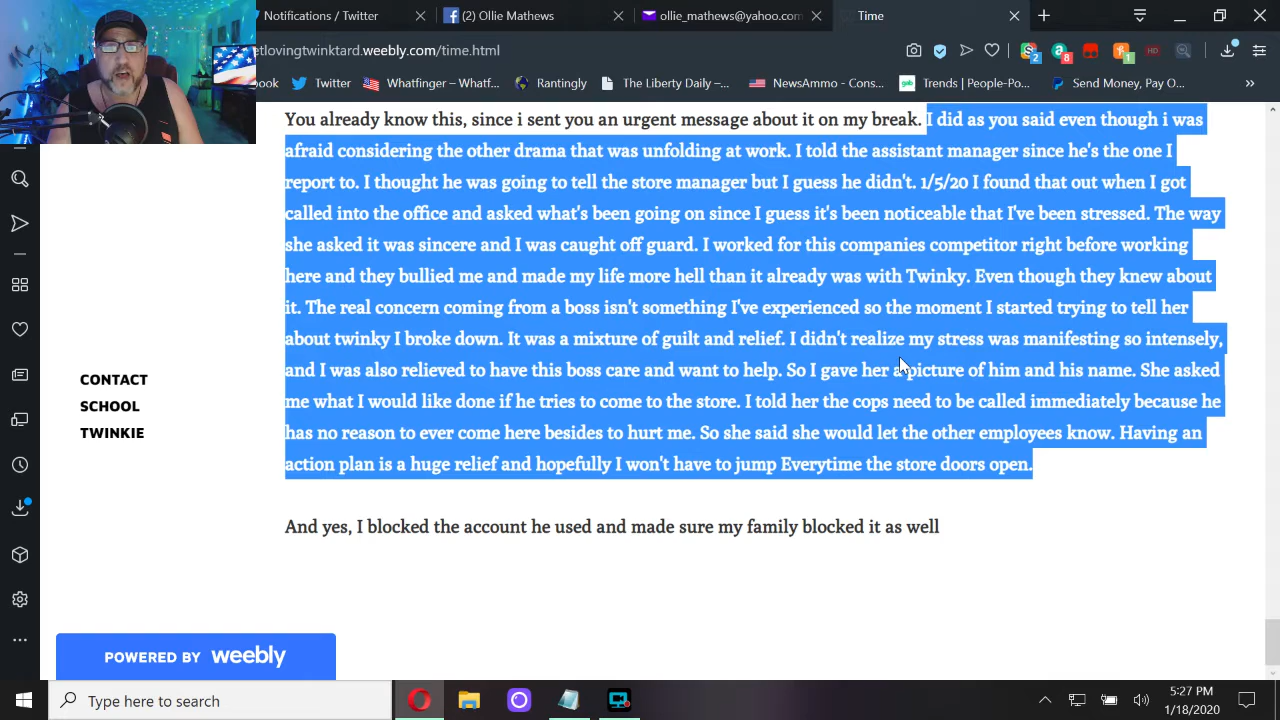 Notifications / Twitter
(2) Ollie Mathews
ollie_mathews@yahoo.com
Time
etlovingtwinktard.weebly.com/time.html
2
8
1
HD
book
Twitter
Whatfinger – Whatf...
Rantingly
The Liberty Daily –...
NewsAmmo - Conse...
gab
Trends | People-Po...
Send Money, Pay O...
»
You already know this, since i sent you an urgent message about it on my break. I did as you said even though i was
afraid considering the other drama that was unfolding at work. I told the assistant manager since he's the one I
report to. I thought he was going to tell the store manager but I guess he didn't. 1/5/20 I found that out when I got
called into the office and asked what's been going on since I guess it's been noticeable that I've been stressed. The way
she asked it was sincere and I was caught off guard. I worked for this companies competitor right before working
here and they bullied me and made my life more hell than it already was with Twinky. Even though they knew about
it. The real concern coming from a boss isn't something I've experienced so the moment I started trying to tell her
about twinky I broke down. It was a mixture of guilt and relief. I didn't realize my stress was manifesting so intensely,
and I was also relieved to have this boss care and want to help. So I gave her a picture of him and his name. She asked
me what I would like done if he tries to come to the store. I told her the cops need to be called immediately because he
has no reason to ever come here besides to hurt me. So she said she would let the other employees know. Having an
action plan is a huge relief and hopefully I won't have to jump Everytime the store doors open.
And yes, I blocked the account he used and made sure my family blocked it as well
CONTACT
SCHOOL
TWINKIE
POWERED BY weebly
Type here to search
5:27 PM
1/18/2020